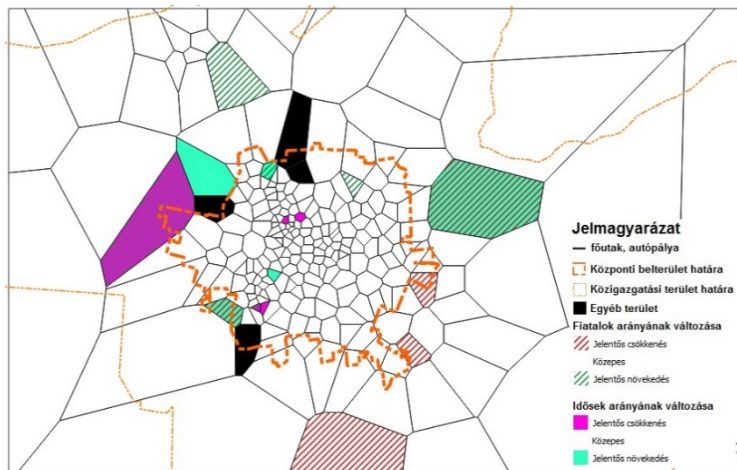 Jelmagyarázat
főutak, autópálya
Központi belterület határa
Közigazgatási terület határa
Egyéb terület
Fiatalok arányának változása
Jelentős csökkenés
Közepes
Jelentős növekedés
Idősek arányának változása
Jelentős csökkenés
Közepes
Jelentős növekedés